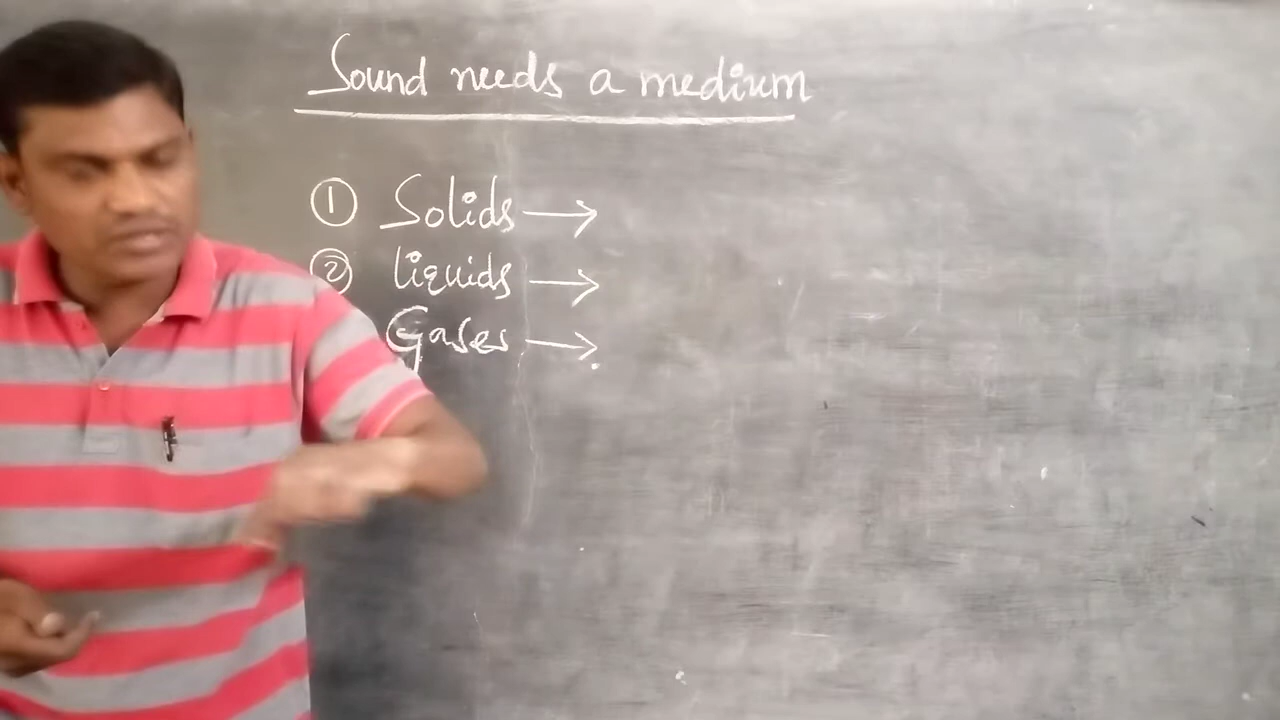 Sound needs a medium
① Solids →
② liquids →
Gases →